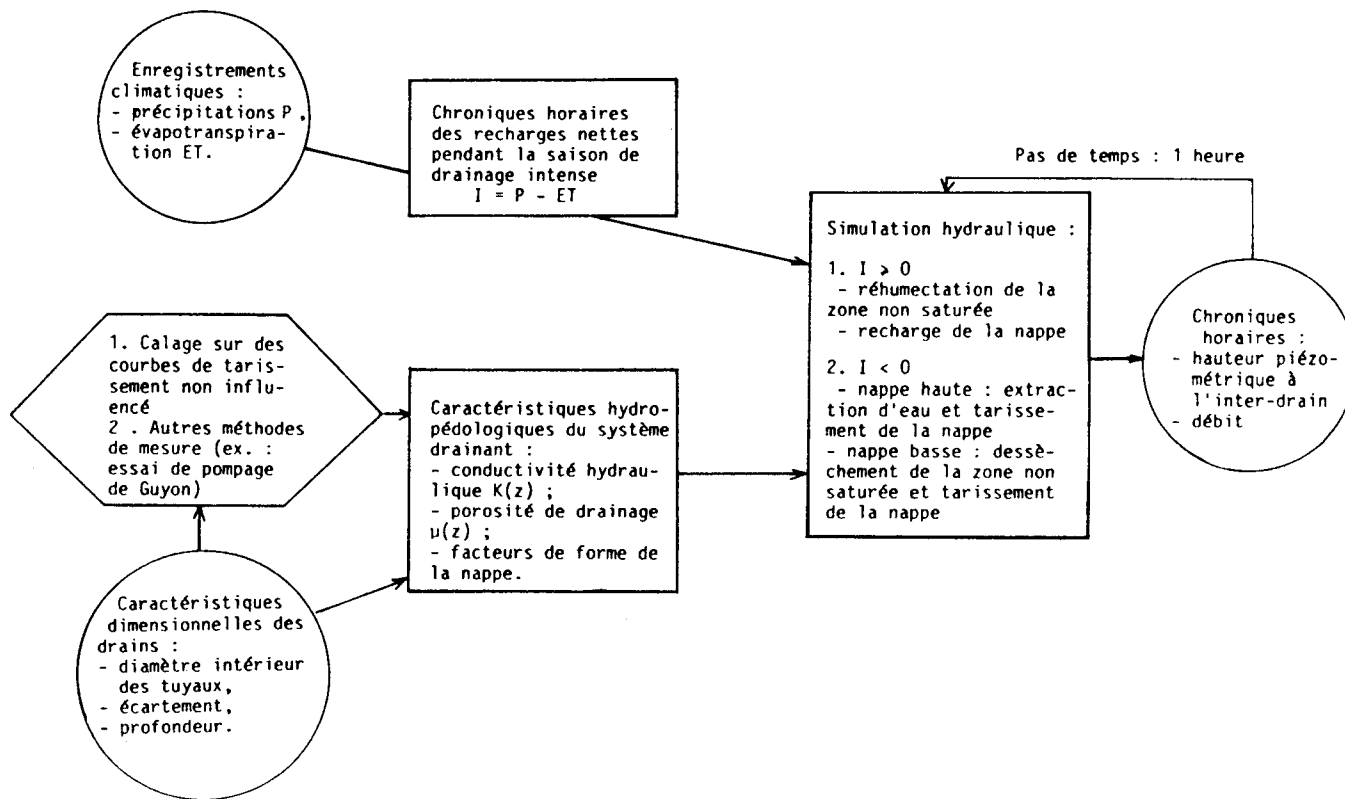 Enregistrements
climatiques :
- précipitations P,
- évapotranspira-
tion ET.
Chroniques horaires
des recharges nettes
pendant la saison de
drainage intense
I = P - ET
Pas de temps : 1 heure
Simulation hydraulique :
1. I ⩾ 0
- réhumectation de la
zone non saturée
- recharge de la nappe
2. I < 0
- nappe haute : extrac-
tion d'eau et tarisse-
ment de la nappe
- nappe basse : dessè-
chement de la zone non
saturée et tarissement
de la nappe
Chroniques
horaires :
- hauteur piézo-
métrique à
l'inter-drain
- débit
1. Calage sur des
courbes de taris-
sement non influ-
encé
2 . Autres méthodes
de mesure (ex. :
essai de pompage
de Guyon)
Caractéristiques hydro-
pédologiques du système
drainant :
- conductivité hydrau-
lique K(z) ;
- porosité de drainage
μ(z) ;
- facteurs de forme de
la nappe.
Caractéristiques
dimensionnelles des
drains :
- diamètre intérieur
des tuyaux,
- écartement,
- profondeur.